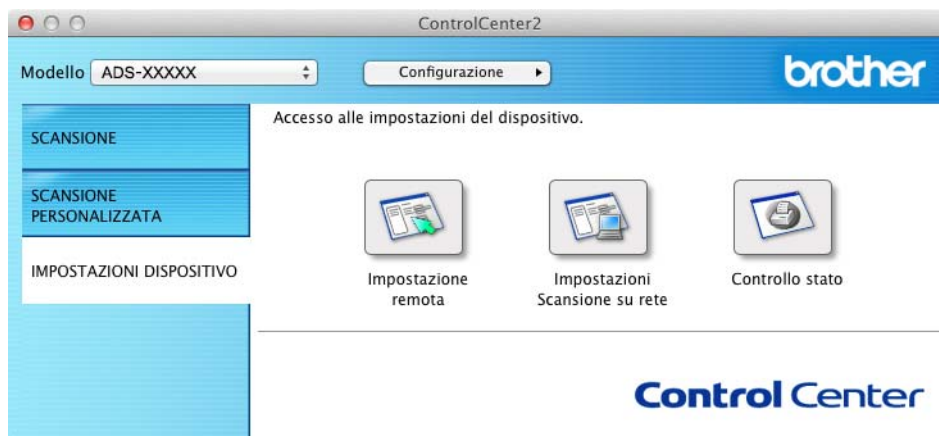 ControlCenter2
Modello ADS-XXXXX Configurazione brother
SCANSIONE
SCANSIONE
PERSONALIZZATA
IMPOSTAZIONI DISPOSITIVO
Accesso alle impostazioni del dispositivo.
Impostazione
remota
Impostazioni
Scansione su rete
Controllo stato
Control Center